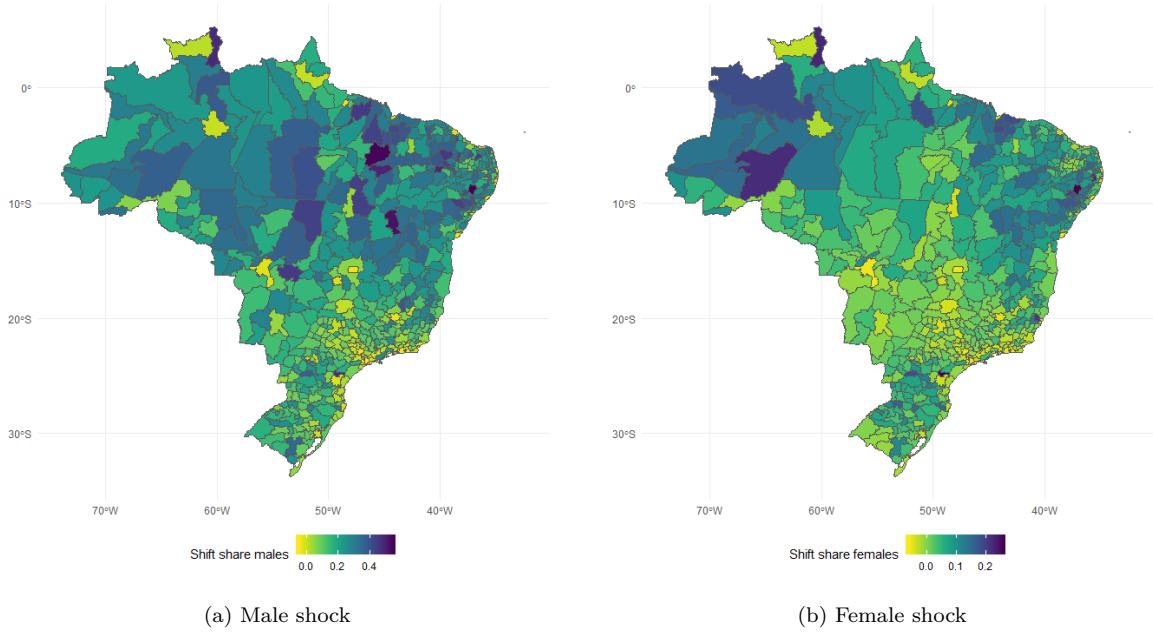 0°
10°S
20°S
30°S
70°W
60°W
50°W
40°W
Shift share males
0.0
0.2
0.4
(a) Male shock
0°
10°S
20°S
30°S
70°W
60°W
50°W
40°W
Shift share females
0.0
0.1
0.2
(b) Female shock